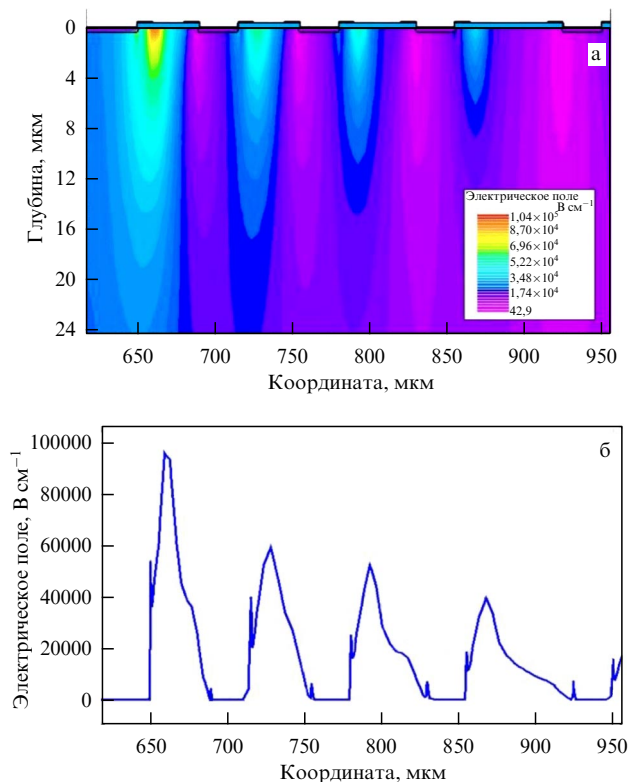 а
0
4
8
12
16
20
24
Глубина, мкм
Электрическое поле
В см⁻¹
1,04×10⁵
8,70×10⁴
6,96×10⁴
5,22×10⁴
3,48×10⁴
1,74×10⁴
42,9
650 700 750 800 850 900 950
Координата, мкм
б
100000
80000
60000
40000
20000
0
Электрическое поле, В см⁻¹
650 700 750 800 850 900 950
Координата, мкм